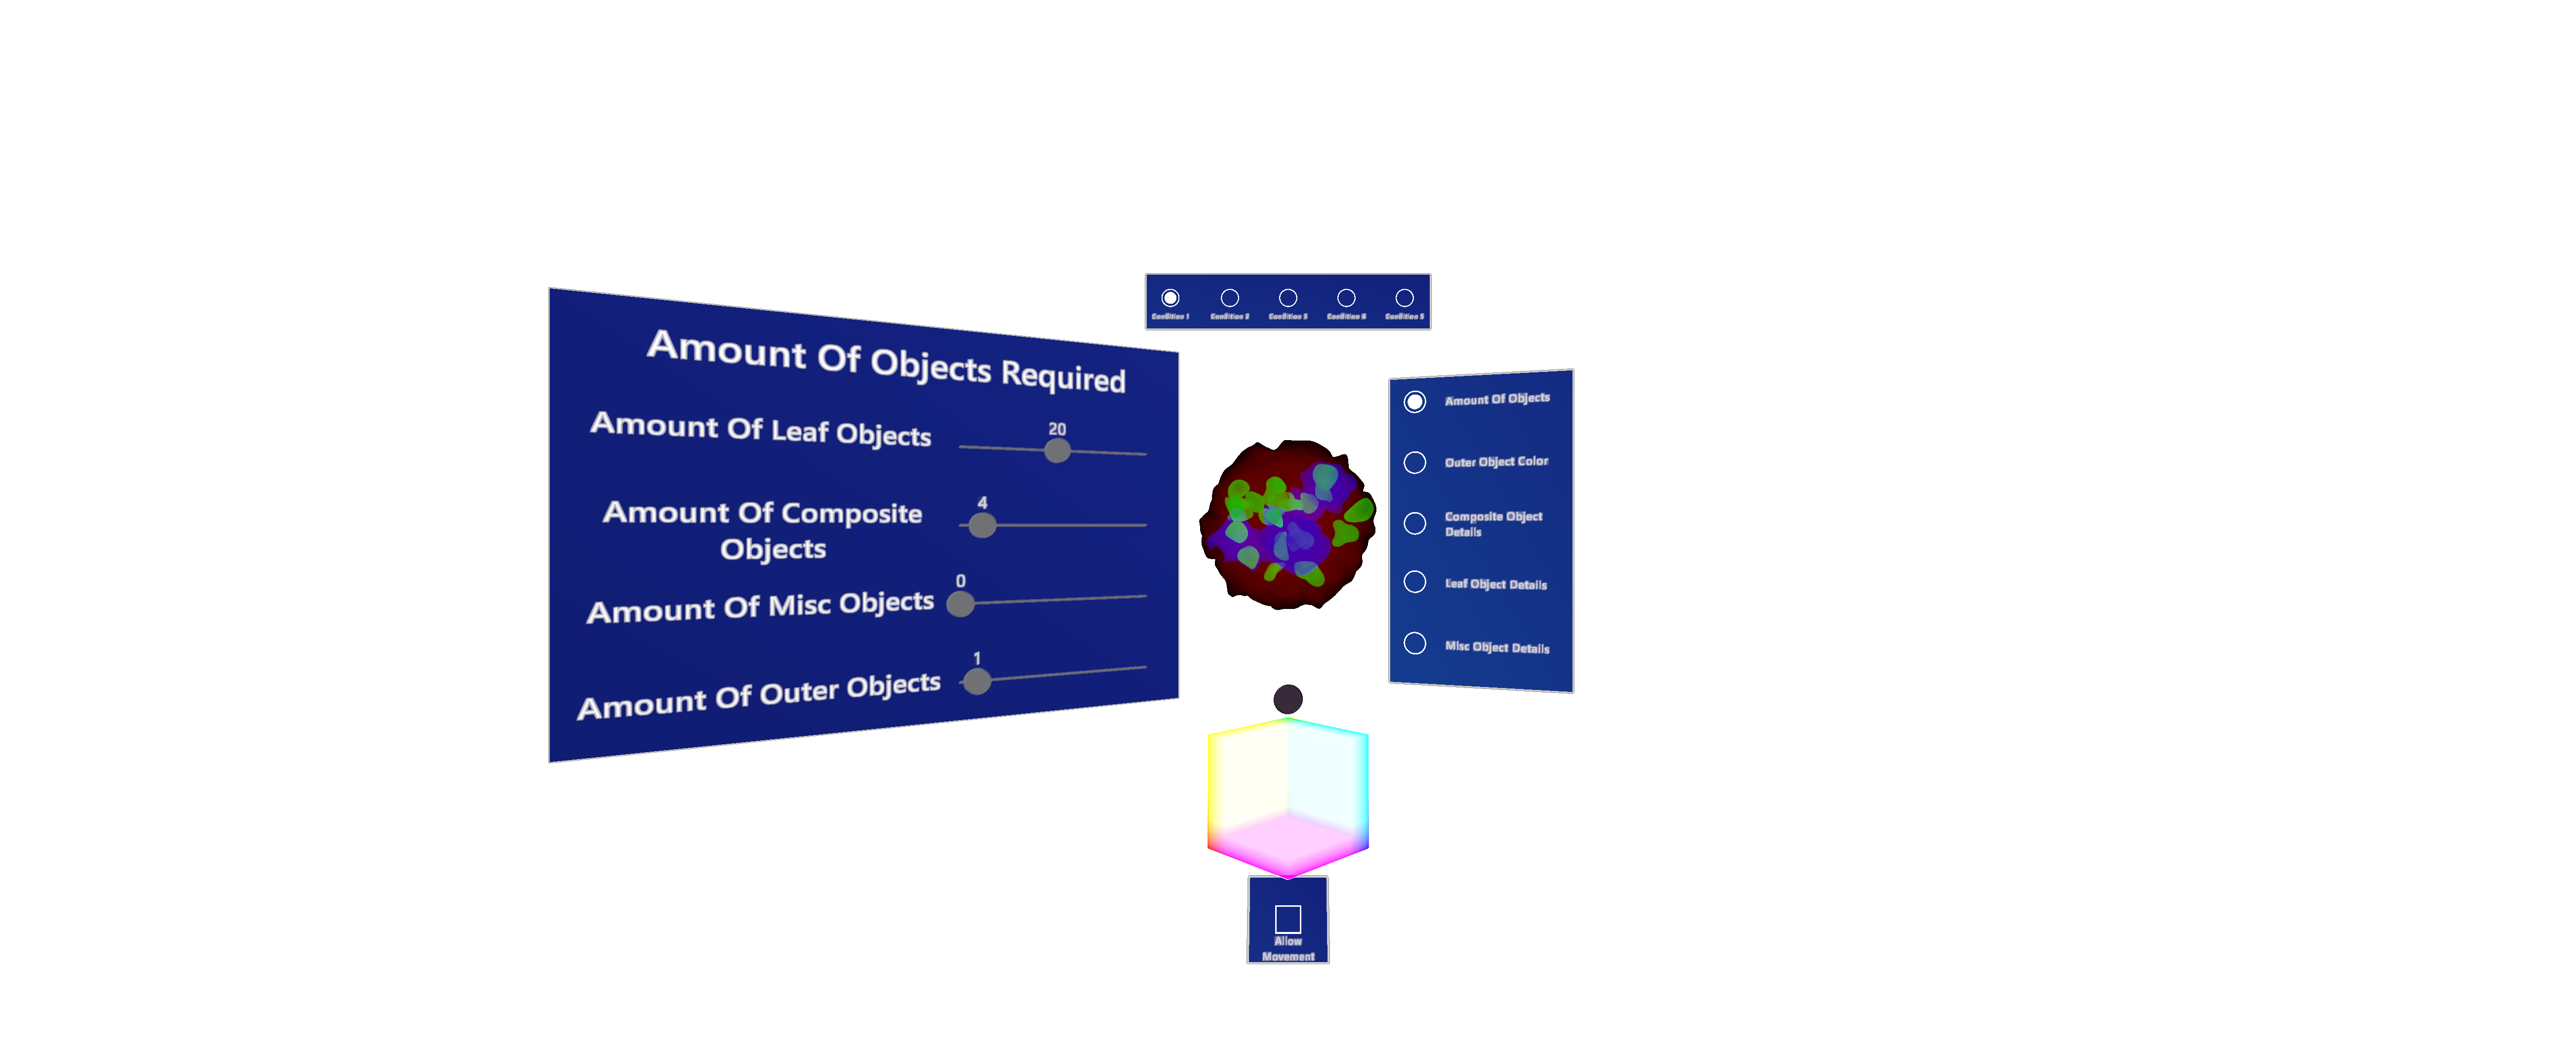 Condition 1 Condition 2 Condition 3 Condition 4 Condition 5
Amount Of Objects Required
Amount Of Leaf Objects
20
Amount Of Composite
Objects
4
Amount Of Misc Objects
0
Amount Of Outer Objects
1
Amount Of Objects
Outer Object Color
Composite Object
Details
Leaf Object Details
Misc Object Details
Allow
Movement